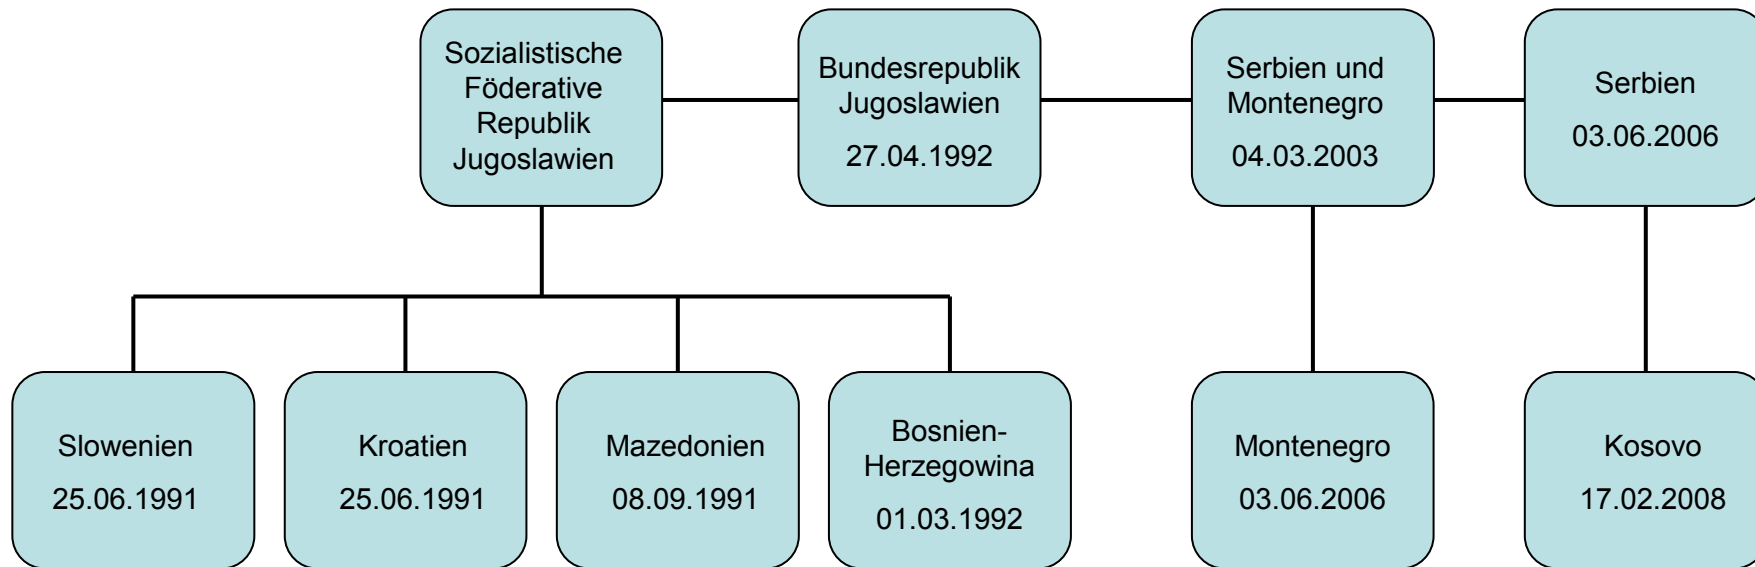 Sozialistische
Föderative
Republik
Jugoslawien
Bundesrepublik
Jugoslawien
27.04.1992
Serbien und
Montenegro
04.03.2003
Serbien
03.06.2006
Slowenien
25.06.1991
Kroatien
25.06.1991
Mazedonien
08.09.1991
Bosnien-
Herzegowina
01.03.1992
Montenegro
03.06.2006
Kosovo
17.02.2008